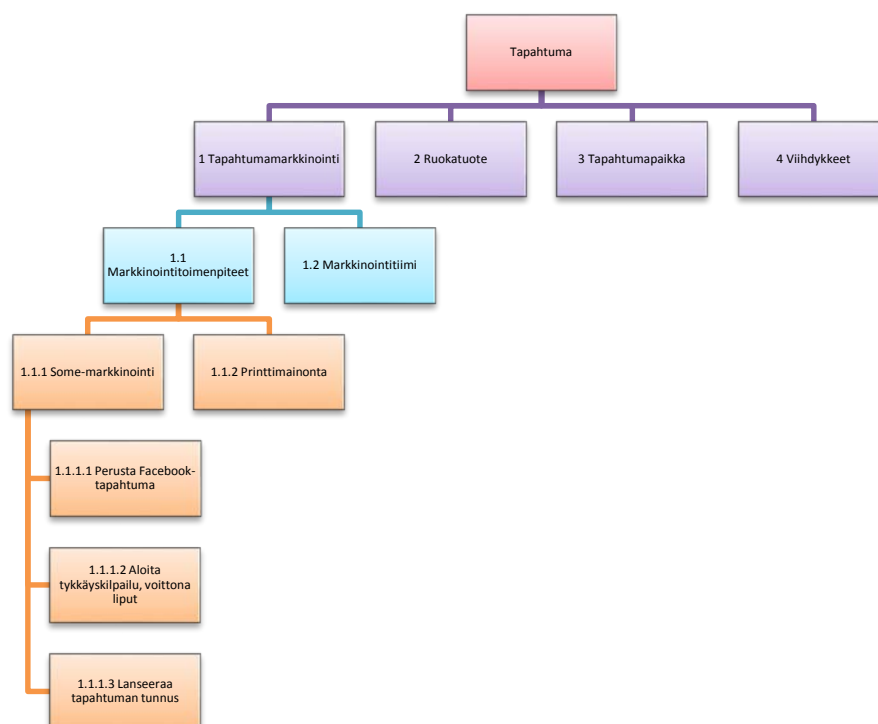 Tapahtuma
1 Tapahtumamarkkinointi
2 Ruokatuote
3 Tapahtumapaikka
4 Viihdykkeet
1.1
Markkinointitoimenpiteet
1.2 Markkinointitiimi
1.1.1 Some-markkinointi
1.1.2 Printtimainonta
1.1.1.1 Perusta Facebook-
tapahtuma
1.1.1.2 Aloita
tykkäyskilpailu, voittona
liput
1.1.1.3 Lanseeraa
tapahtuman tunnus